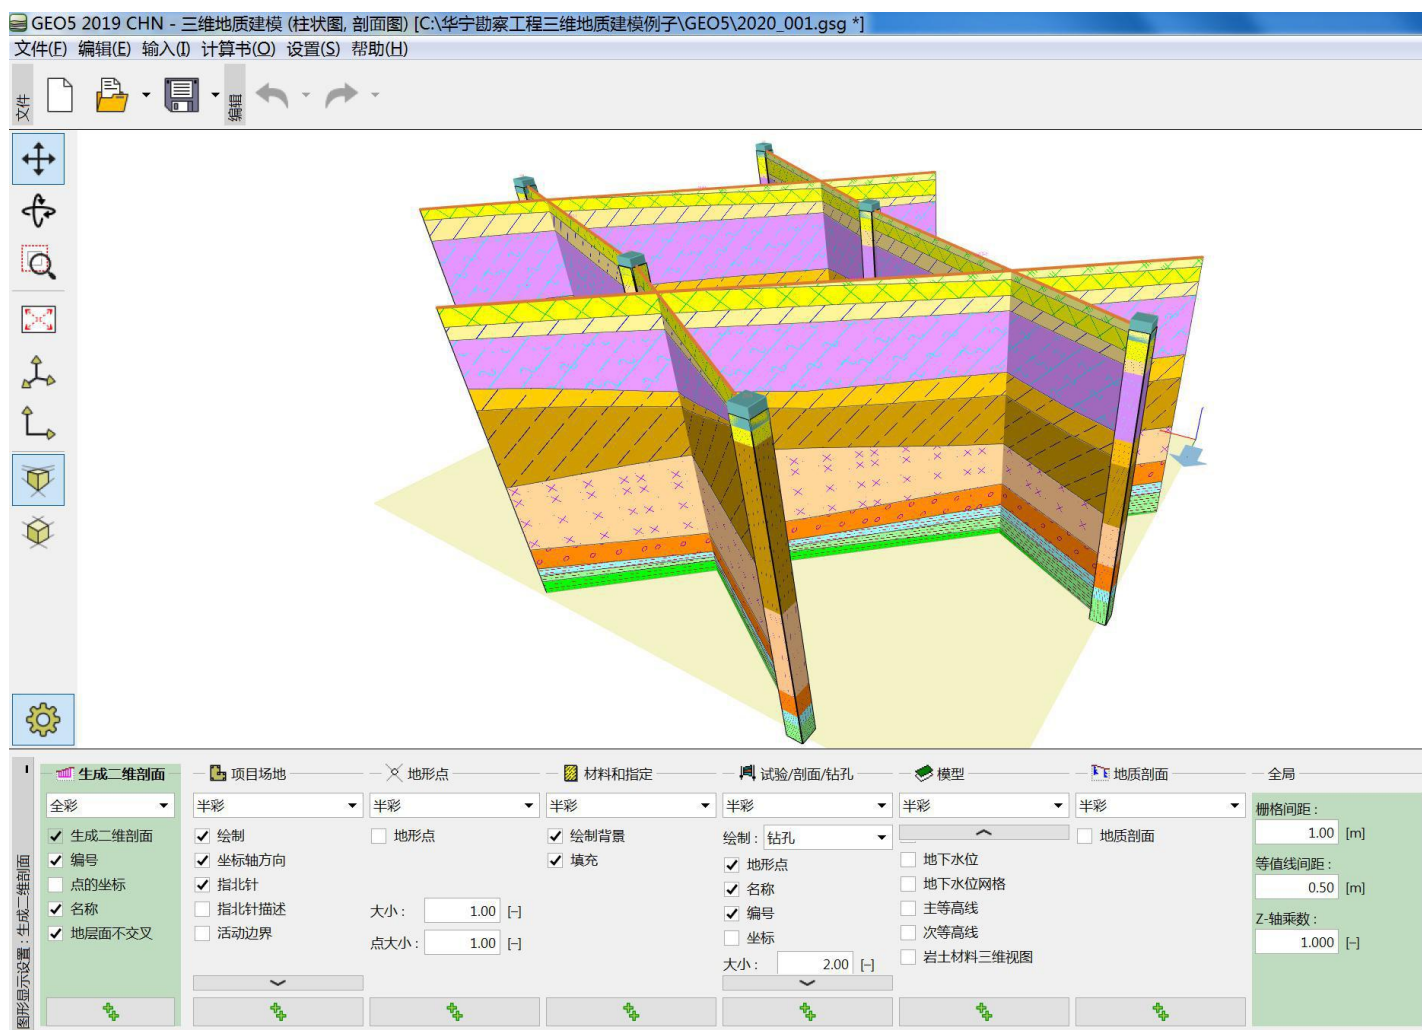 GEO5 2019 CHN - 三维地质建模 (柱状图, 剖面图) [C:\华宁勘察工程三维地质建模例子\GEO5\2020_001.gsg *]
文件(F) 编辑(E) 输入(I) 计算书(O) 设置(S) 帮助(H)
文件
编辑
图形显示设置 : 生成二维剖面
生成二维剖面
全彩
生成二维剖面
编号
点的坐标
名称
地层面不交叉
项目场地
半彩
绘制
坐标轴方向
指北针
指北针描述
活动边界
地形点
半彩
地形点
大小 : 1.00 [–]
点大小 : 1.00 [–]
材料和指定
半彩
绘制背景
填充
试验/剖面/钻孔
半彩
绘制 : 钻孔
地形点
名称
编号
坐标
大小 : 2.00 [–]
模型
半彩
地下水位
地下水位网格
主等高线
次等高线
岩土材料三维视图
地质剖面
半彩
地质剖面
全局
栅格间距 :
1.00 [m]
等值线间距 :
0.50 [m]
Z-轴乘数 :
1.000 [–]